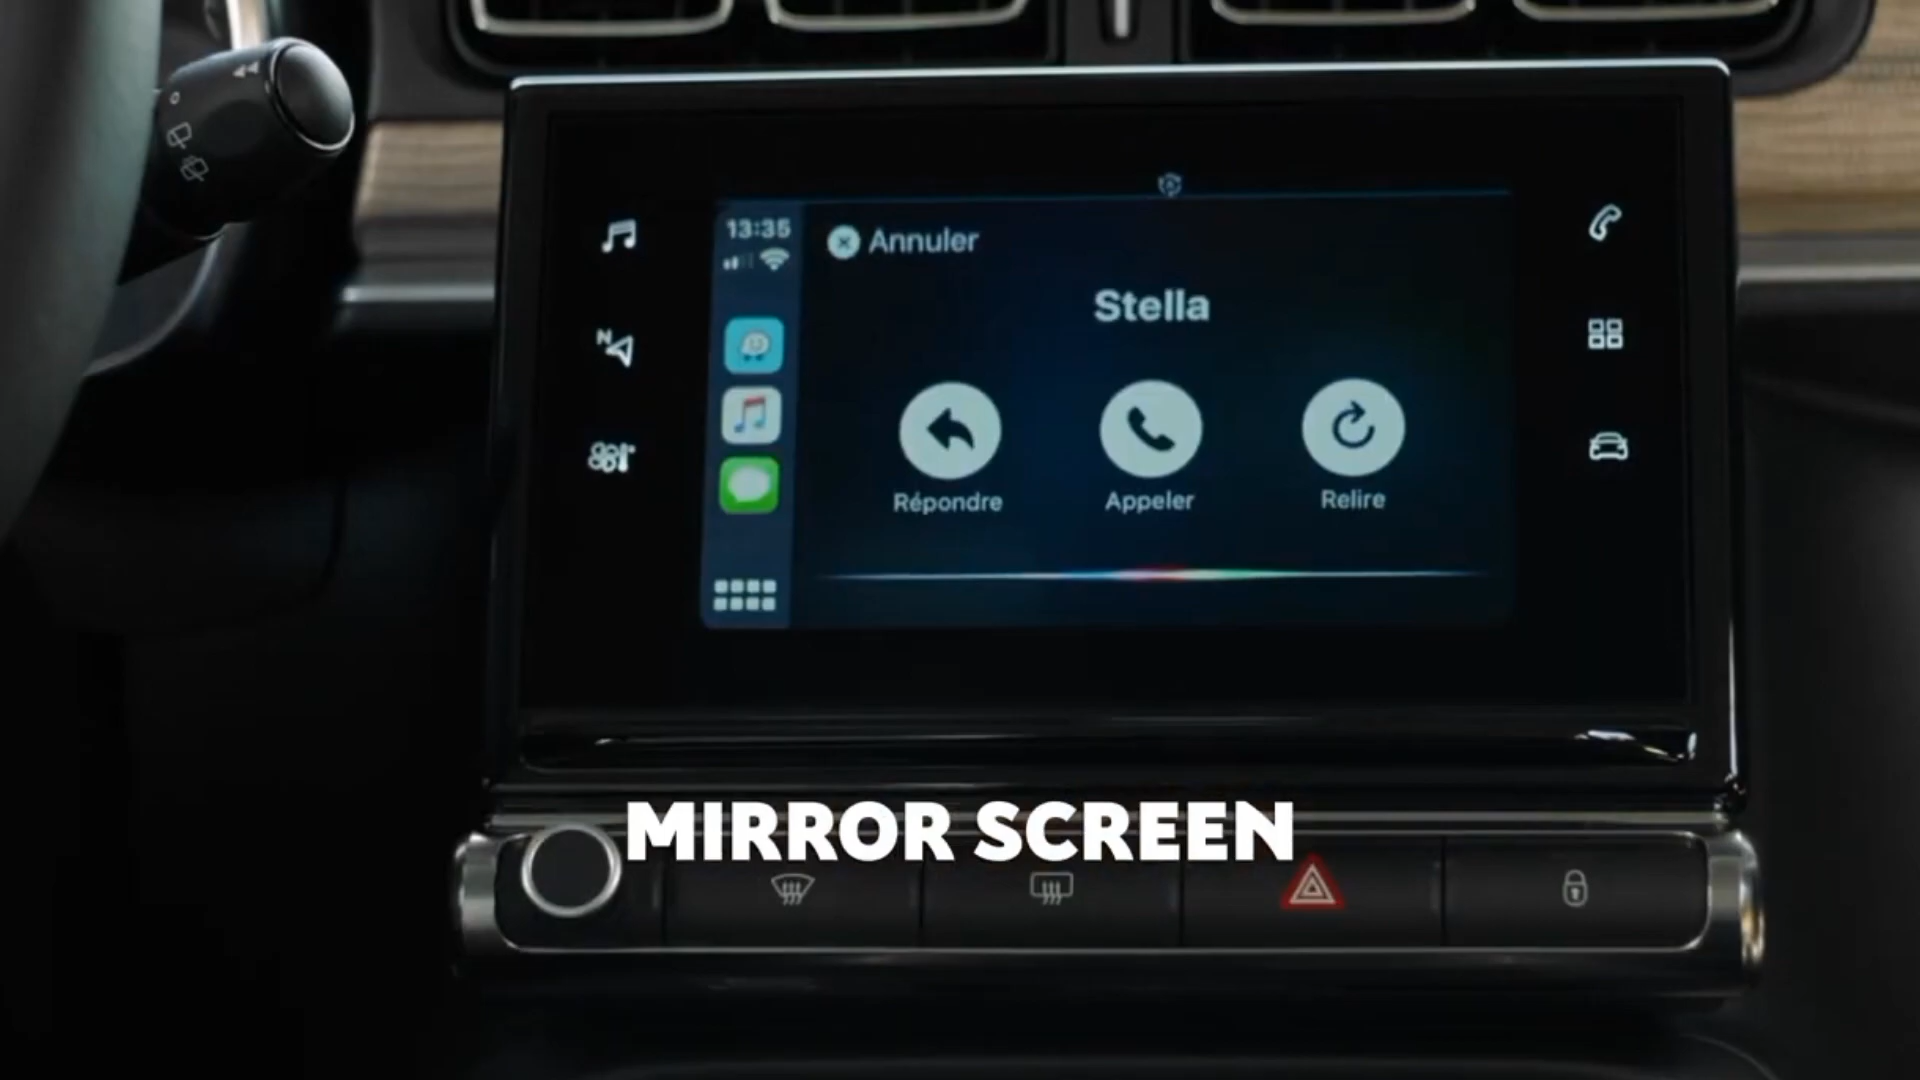 13:35
Annuler
Stella
Répondre
Appeler
Relire
N
MIRROR SCREEN